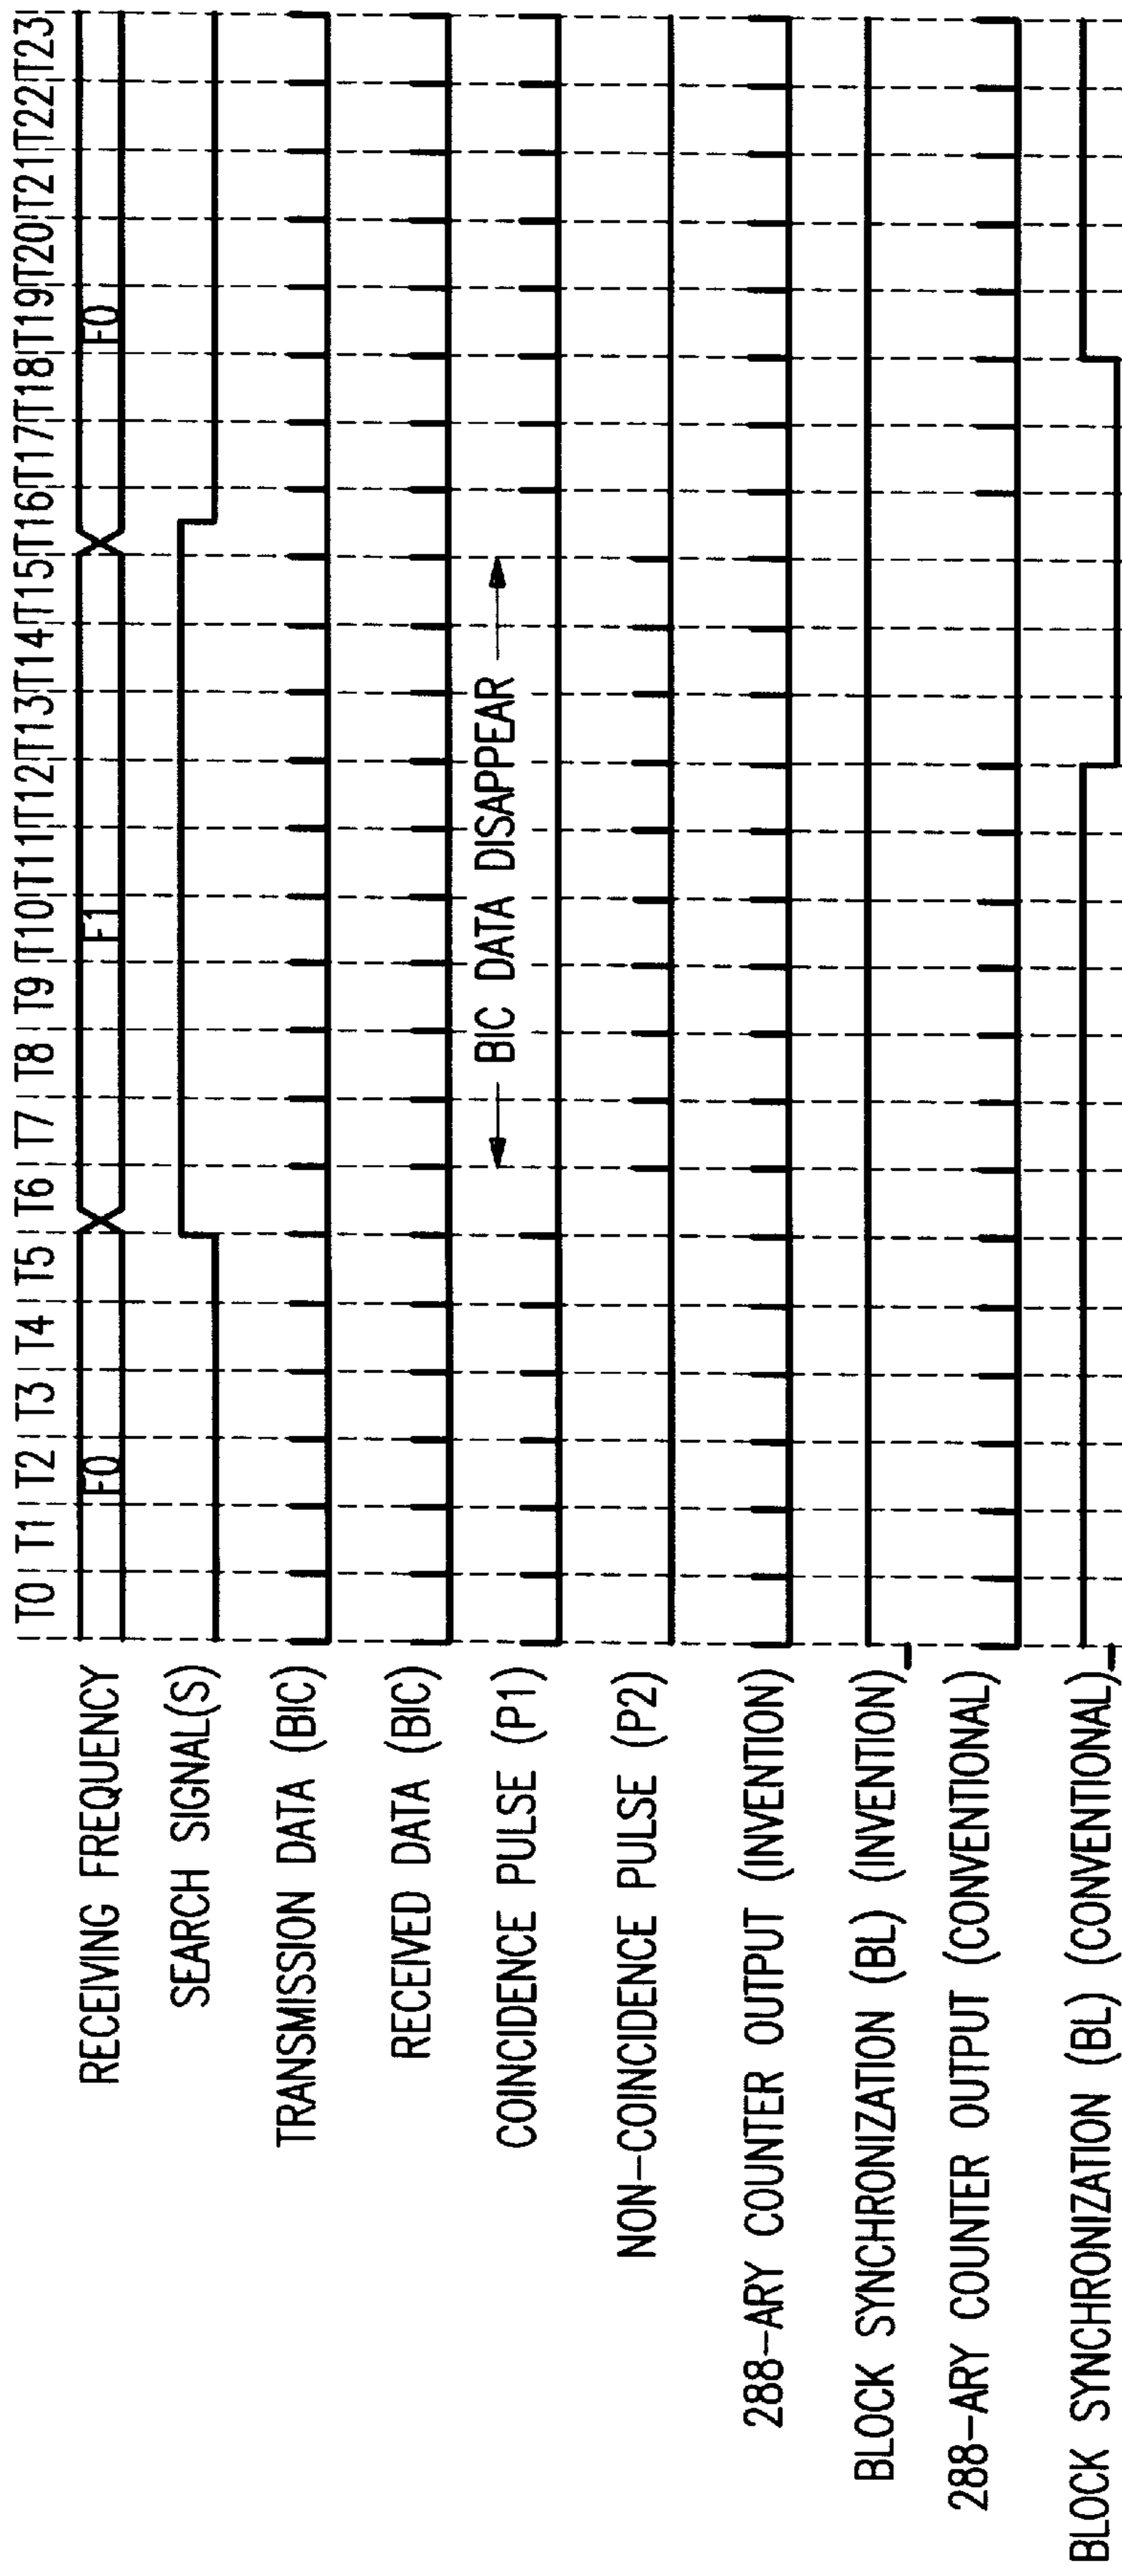 T0 T1 T2 T3 T4 T5 T6 T7 T8 T9 T10 T11 T12 T13 T14 T15 T16 T17 T18 T19 T20 T21 T22 T23
RECEIVING FREQUENCY F0 F1 F0
SEARCH SIGNAL(S)
TRANSMISSION DATA (BIC)
RECEIVED DATA (BIC)
BIC DATA DISAPPEAR
COINCIDENCE PULSE (P1)
NON-COINCIDENCE PULSE (P2)
288-ARY COUNTER OUTPUT (INVENTION)
BLOCK SYNCHRONIZATION (BL) (INVENTION)
288-ARY COUNTER OUTPUT (CONVENTIONAL)
BLOCK SYNCHRONIZATION (BL) (CONVENTIONAL)